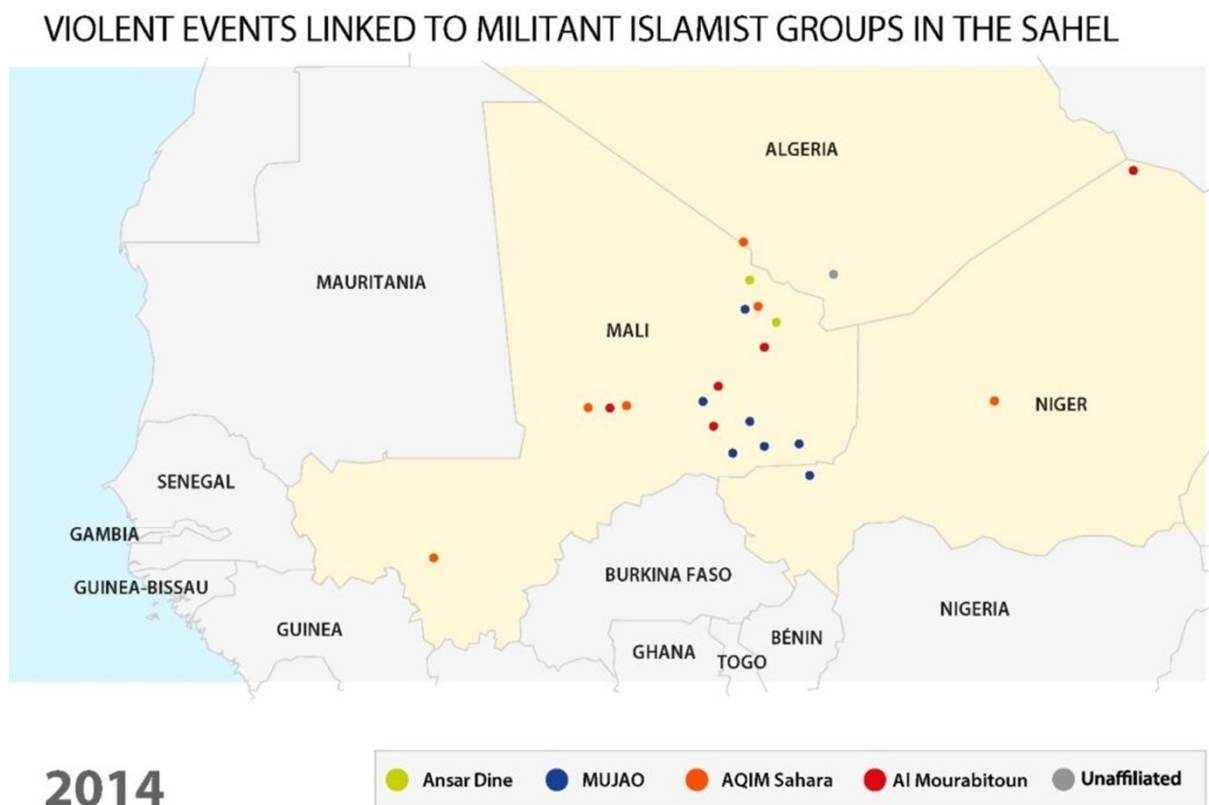 VIOLENT EVENTS LINKED TO MILITANT ISLAMIST GROUPS IN THE SAHEL
ALGERIA
MAURITANIA
MALI
NIGER
SENEGAL
GAMBIA
BURKINA FASO
GUINEA-BISSAU
NIGERIA
GUINEA
BÉNIN
GHANA
TOGO
2014
Ansar Dine
MUJAO
AQIM Sahara
Al Mourabitoun
Unaffiliated